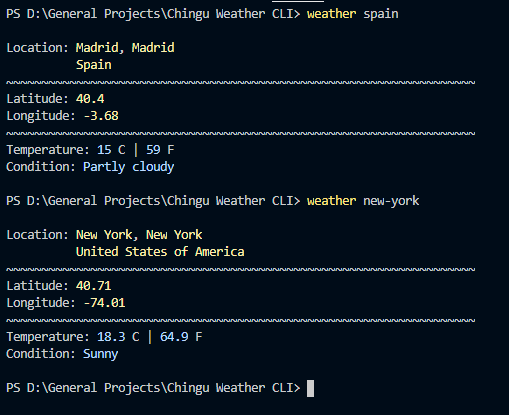 PS D:\General Projects\Chingu Weather CLI> weather spain
Location: Madrid, Madrid
Spain
~~~~~~~~~~~~~~~~~~~~~~~~~~~~~~~~~~~~~~~~~~~~~~~~~~~~~~~~~~~~~~~~~~~
Latitude: 40.4
Longitude: -3.68
~~~~~~~~~~~~~~~~~~~~~~~~~~~~~~~~~~~~~~~~~~~~~~~~~~~~~~~~~~~~~~~~~~~
Temperature: 15 C | 59 F
Condition: Partly cloudy
PS D:\General Projects\Chingu Weather CLI> weather new-york
Location: New York, New York
United States of America
~~~~~~~~~~~~~~~~~~~~~~~~~~~~~~~~~~~~~~~~~~~~~~~~~~~~~~~~~~~~~~~~~~~
Latitude: 40.71
Longitude: -74.01
~~~~~~~~~~~~~~~~~~~~~~~~~~~~~~~~~~~~~~~~~~~~~~~~~~~~~~~~~~~~~~~~~~~
Temperature: 18.3 C | 64.9 F
Condition: Sunny
PS D:\General Projects\Chingu Weather CLI>